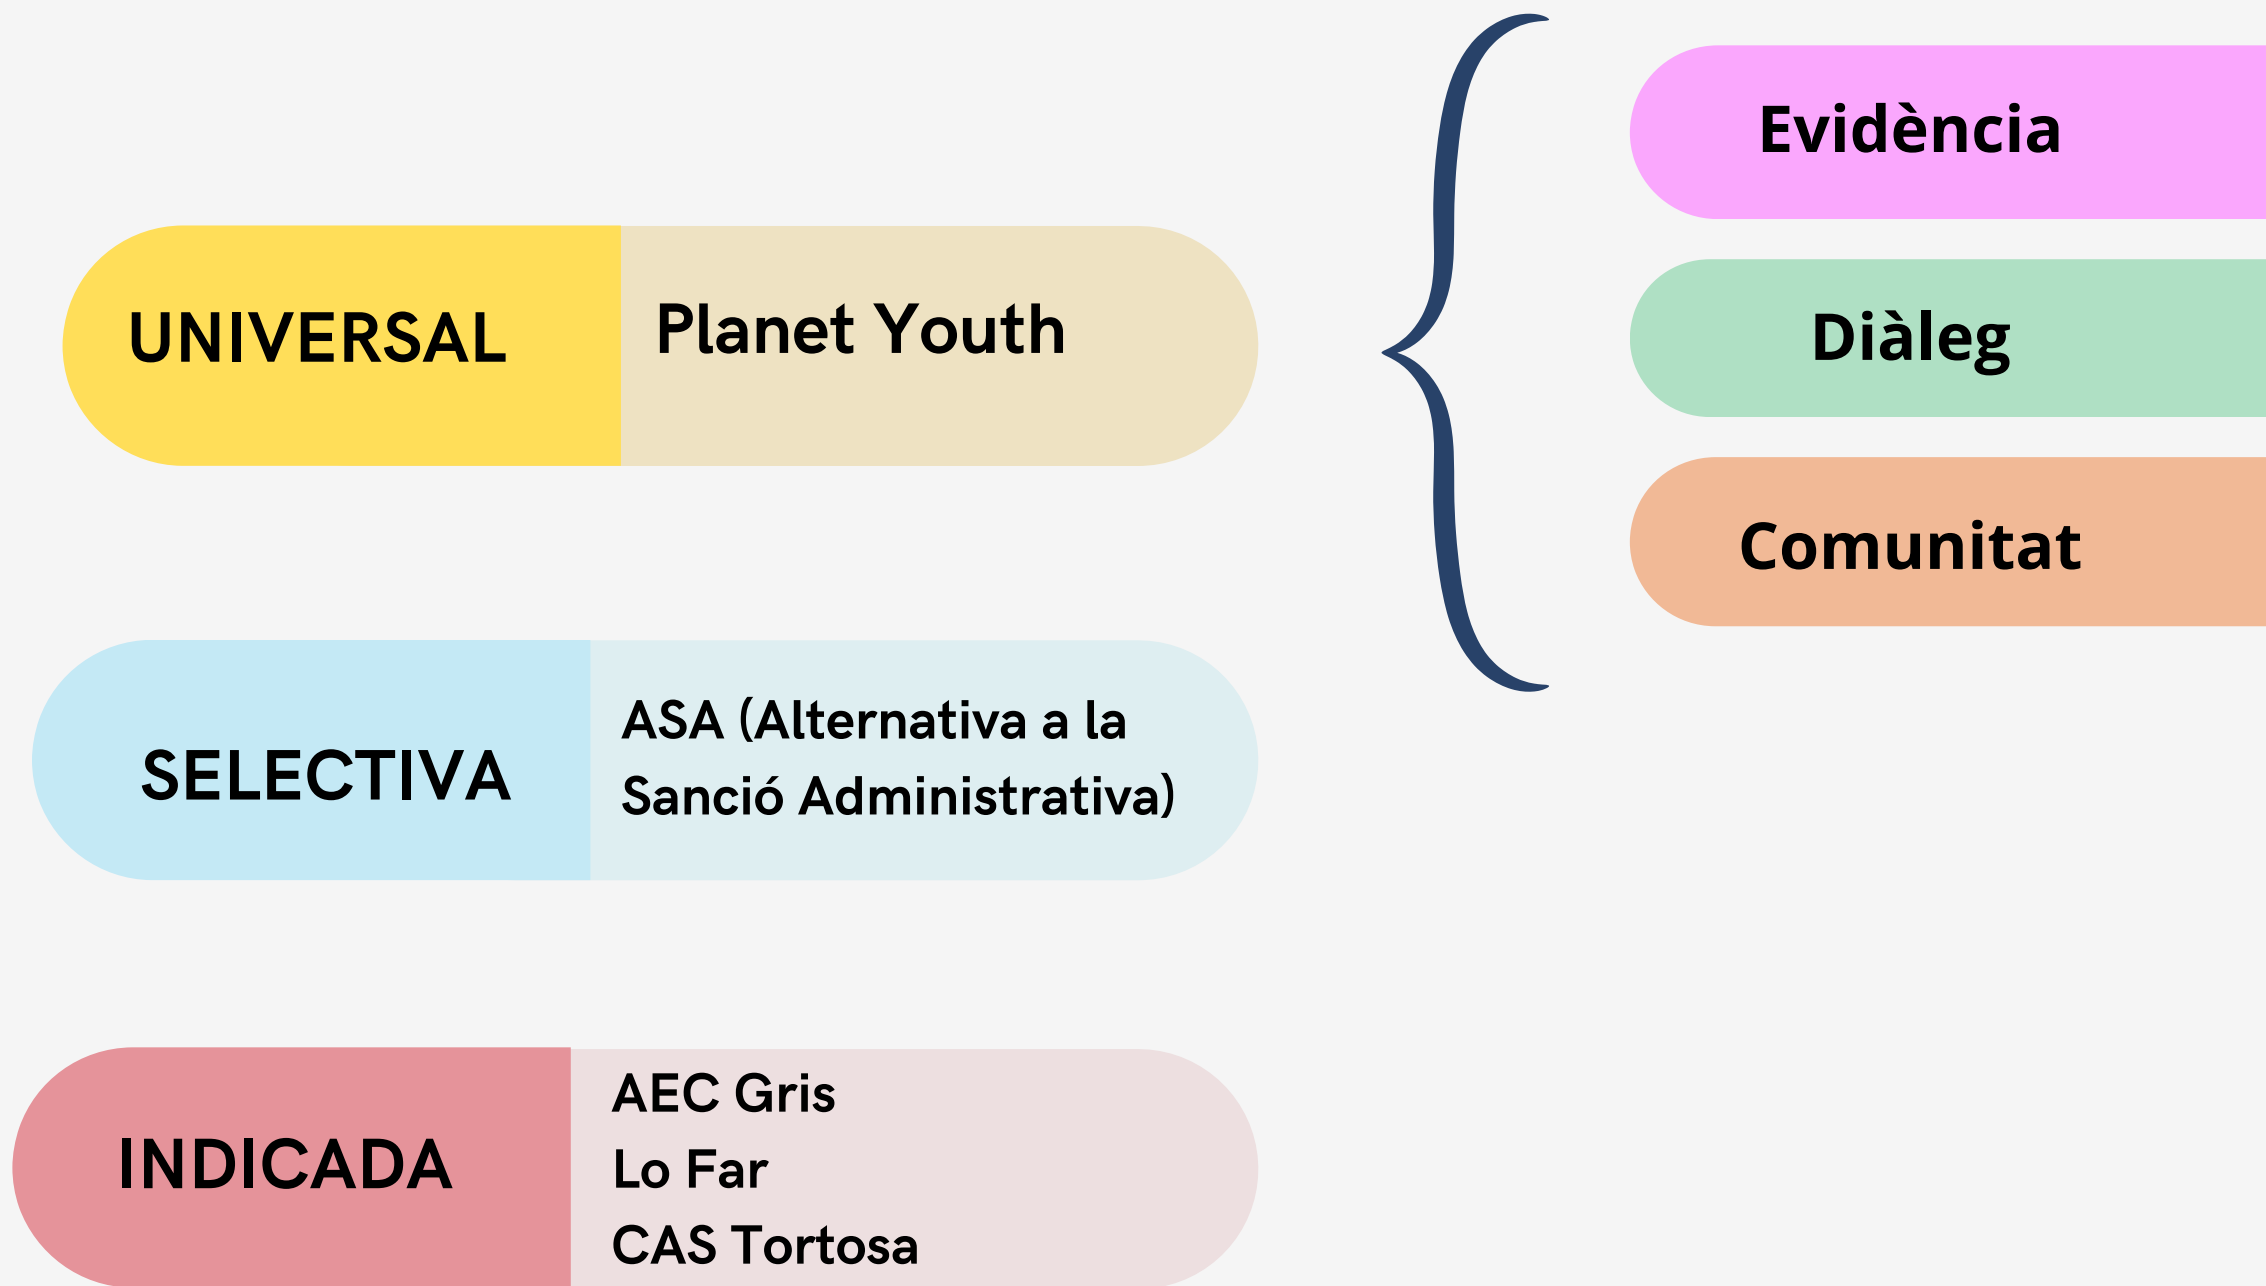 UNIVERSAL
Planet Youth
Evidència
Diàleg
Comunitat
SELECTIVA
ASA (Alternativa a la
Sanció Administrativa)
INDICADA
AEC Gris
Lo Far
CAS Tortosa